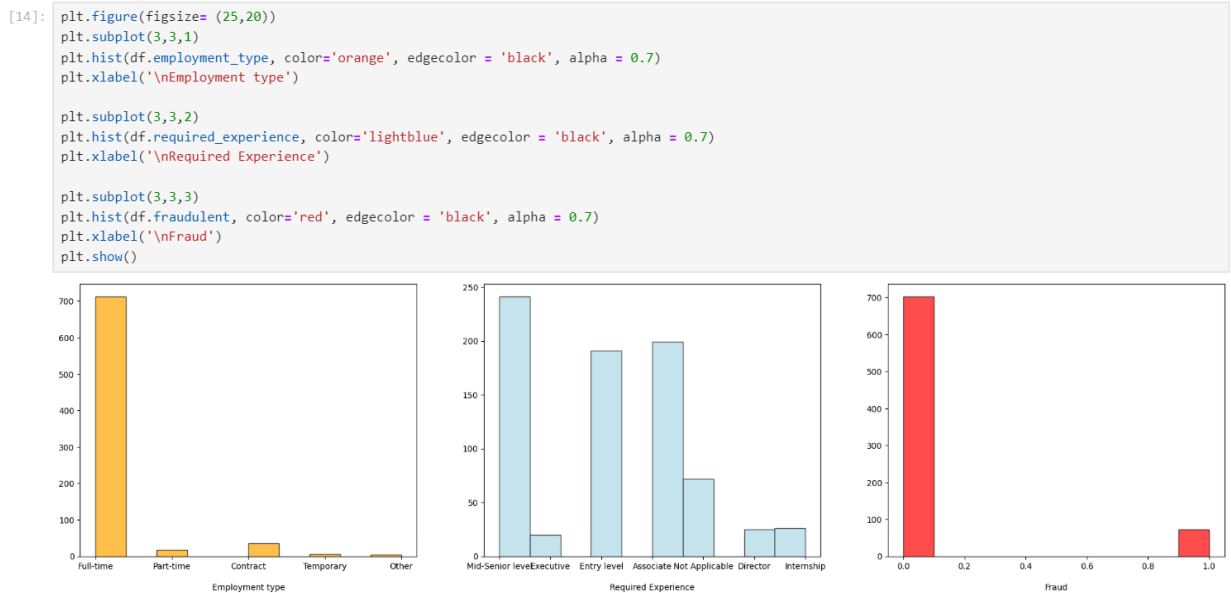 [14]: plt.figure(figsize= (25,20))
plt.subplot(3,3,1)
plt.hist(df.employment_type, color='orange', edgecolor = 'black', alpha = 0.7)
plt.xlabel('\nEmployment type')
plt.subplot(3,3,2)
plt.hist(df.required_experience, color='lightblue', edgecolor = 'black', alpha = 0.7)
plt.xlabel('\nRequired Experience')
plt.subplot(3,3,3)
plt.hist(df.fraudulent, color='red', edgecolor = 'black', alpha = 0.7)
plt.xlabel('\nFraud')
plt.show()
700
600
500
400
300
200
100
0
Full-time Part-time Contract Temporary Other
Employment type
250
200
150
100
50
0
Mid-Senior level Executive Entry level Associate Not Applicable Director Internship
Required Experience
700
600
500
400
300
200
100
0
0.0 0.2 0.4 0.6 0.8 1.0
Fraud